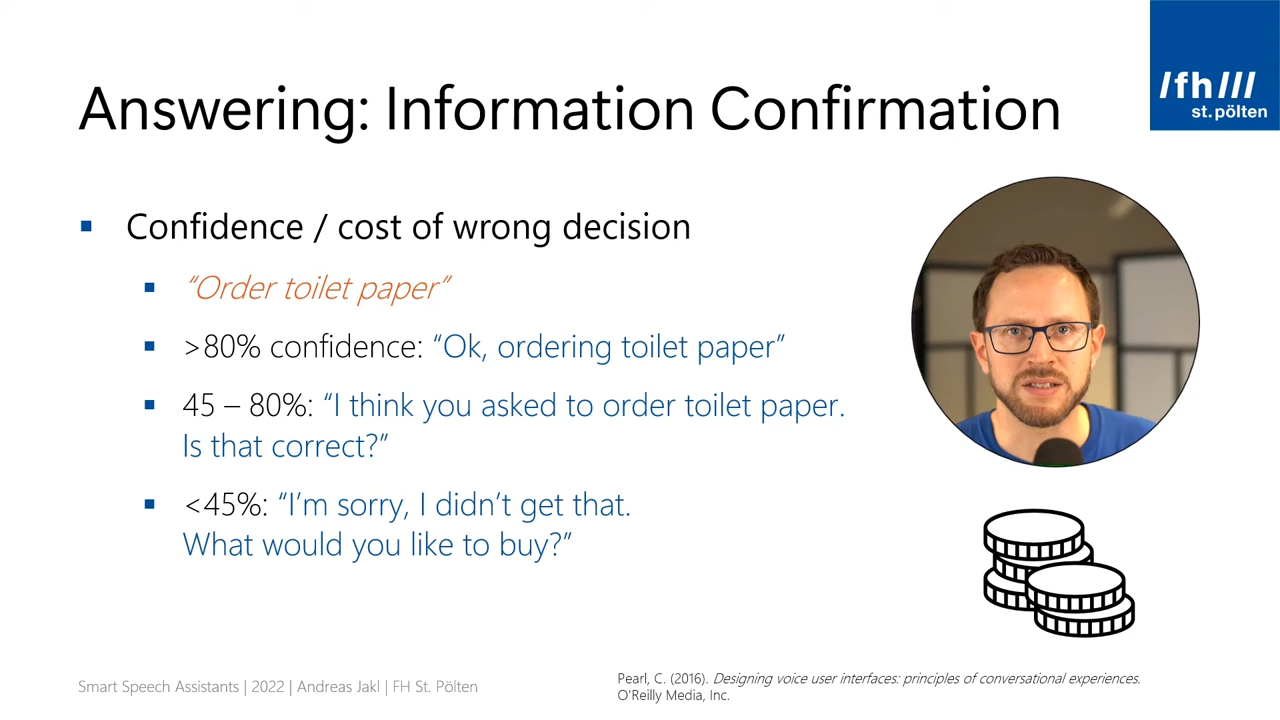 /fh///
st.pölten
Answering: Information Confirmation
Confidence / cost of wrong decision
“Order toilet paper”
>80% confidence: “Ok, ordering toilet paper”
45 – 80%: “I think you asked to order toilet paper.
Is that correct?”
<45%: “I’m sorry, I didn’t get that.
What would you like to buy?”
Smart Speech Assistants | 2022 | Andreas Jakl | FH St. Pölten
Pearl, C. (2016). Designing voice user interfaces: principles of conversational experiences.
O'Reilly Media, Inc.